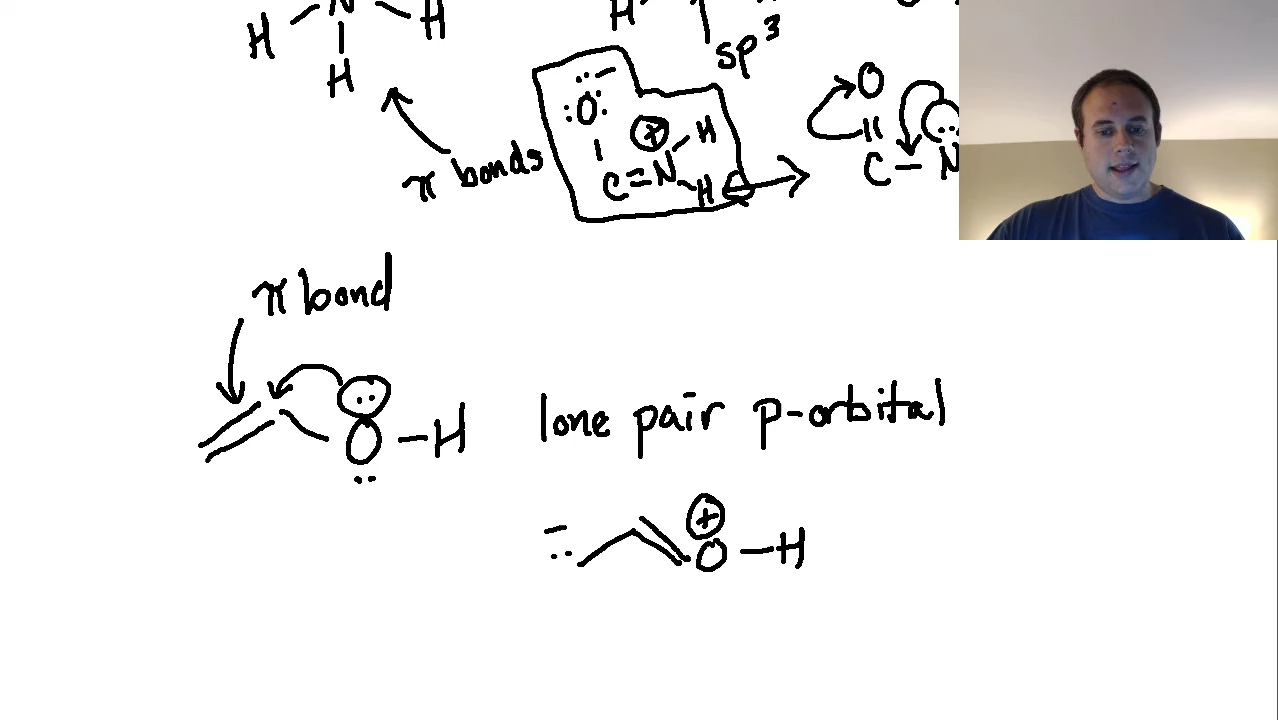 N
H H
H
H
sp3
π bonds
:Ö: −
C=N⊕ H
H
O
C − N
π bond
:
O − H
..
lone pair p-orbital
− ⊕
.. O − H